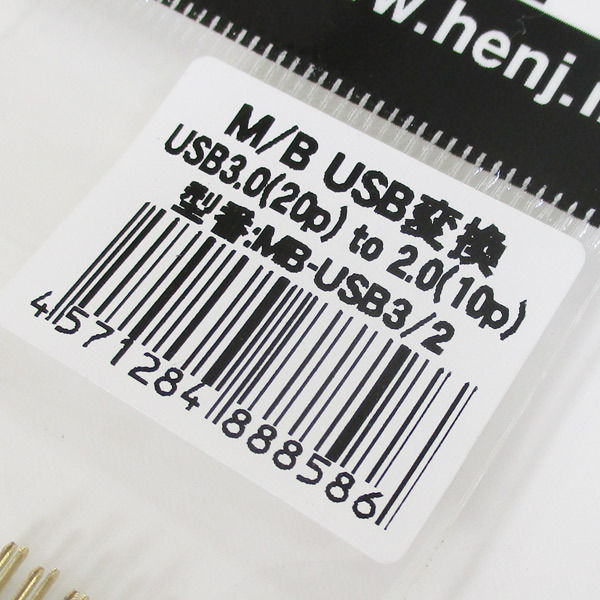 www.henj.i
M/B USB変換
USB3.0(20p) to 2.0(10p)
型番:MB-USB3/2
4571284888586